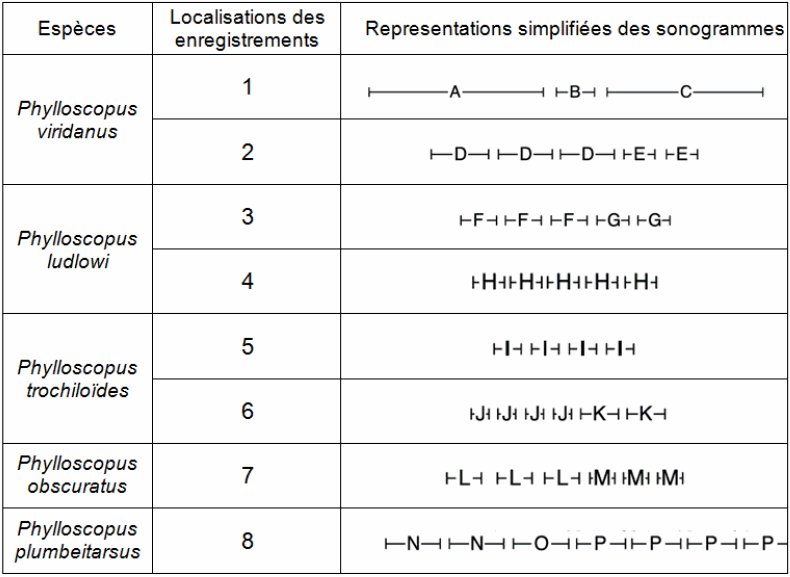 Espèces
Localisations des
enregistrements
Representations simplifiées des sonogrammes
Phylloscopus
viridanus
1
A B C
2
D D D E E
Phylloscopus
ludlowi
3
F F F G G
4
H H H H H
Phylloscopus
trochiloïdes
5
I I I I
6
J J J J K K
Phylloscopus
obscuratus
7
L L L M M M
Phylloscopus
plumbeitarsus
8
N N O P P P P